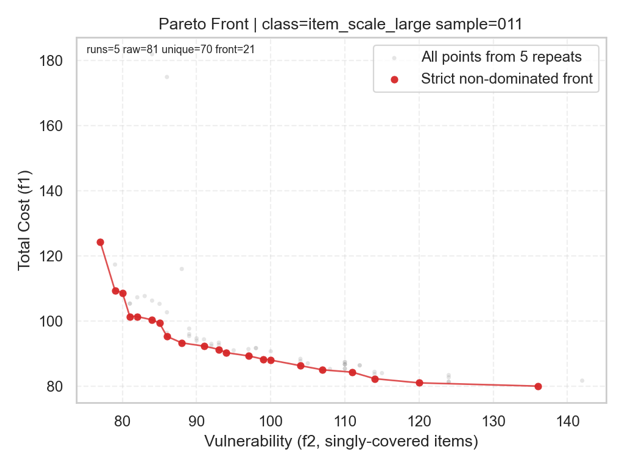 Pareto Front | class=item_scale_large sample=011
runs=5 raw=81 unique=70 front=21
All points from 5 repeats
Strict non-dominated front
Total Cost (f1)
180
160
140
120
100
80
80 90 100 110 120 130 140
Vulnerability (f2, singly-covered items)